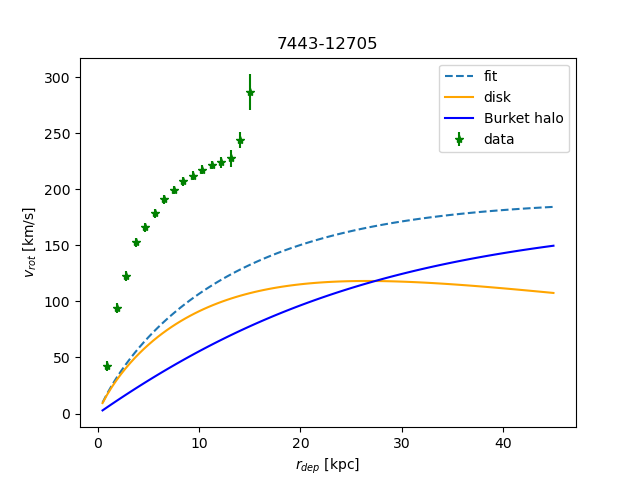 7443-12705
fit
disk
Burket halo
data
300
250
200
150
100
50
0
v_rot [km/s]
0 10 20 30 40
r_dep [kpc]